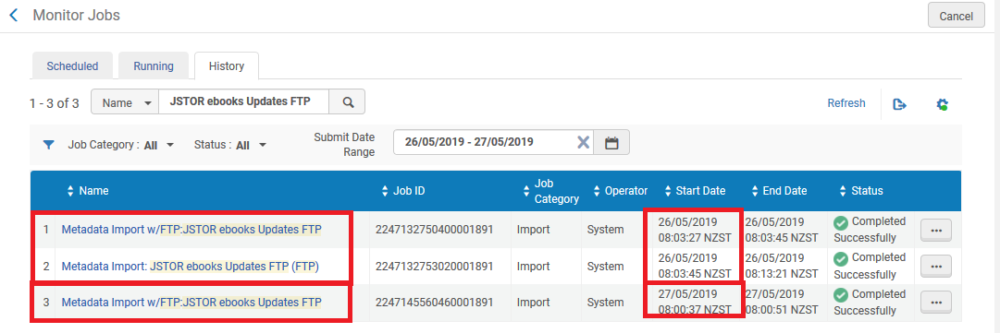 Monitor Jobs
Cancel
Scheduled Running History
1 - 3 of 3 Name JSTOR ebooks Updates FTP Refresh
Job Category : All Status : All Submit Date Range 26/05/2019 - 27/05/2019
Name Job ID Job Category Operator Start Date End Date Status
1 Metadata Import w/FTP:JSTOR ebooks Updates FTP 2247132750400001891 Import System 26/05/2019 08:03:27 NZST 26/05/2019 08:03:45 NZST Completed Successfully
2 Metadata Import: JSTOR ebooks Updates FTP (FTP) 2247132753020001891 Import System 26/05/2019 08:03:45 NZST 26/05/2019 08:13:21 NZST Completed Successfully
3 Metadata Import w/FTP:JSTOR ebooks Updates FTP 2247145560460001891 Import System 27/05/2019 08:00:37 NZST 27/05/2019 08:00:51 NZST Completed Successfully